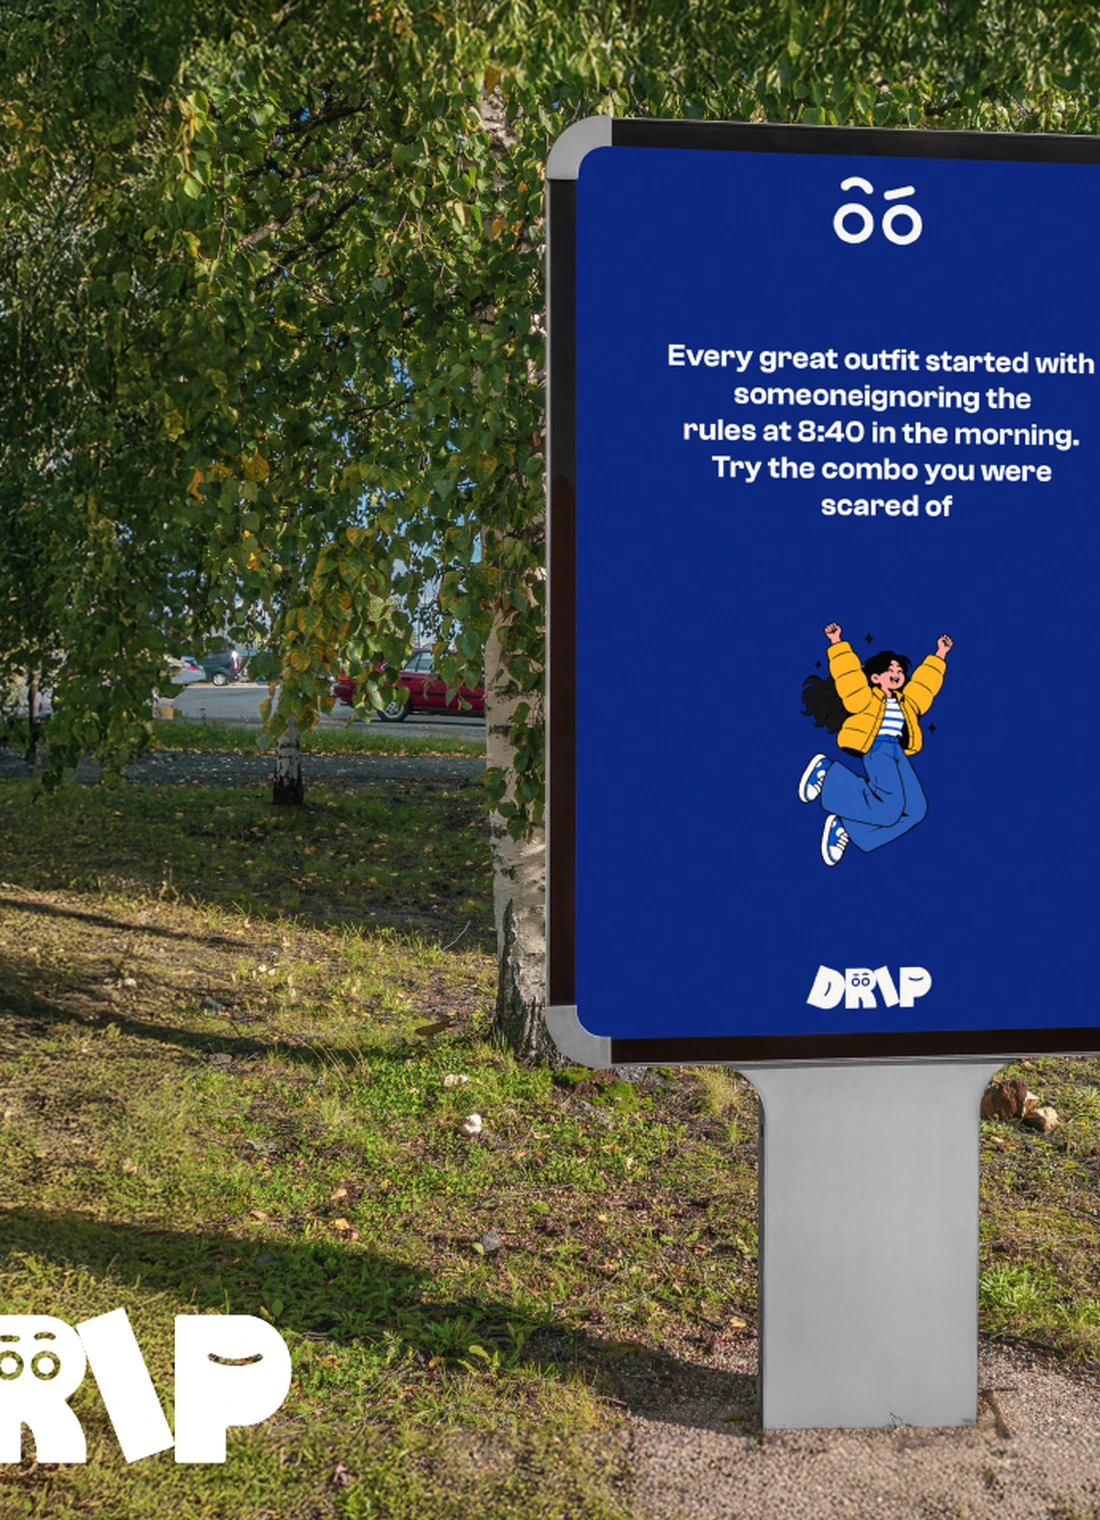 Every great outfit started with
someoneignoring the
rules at 8:40 in the morning.
Try the combo you were
scared of
DRIP
RIP